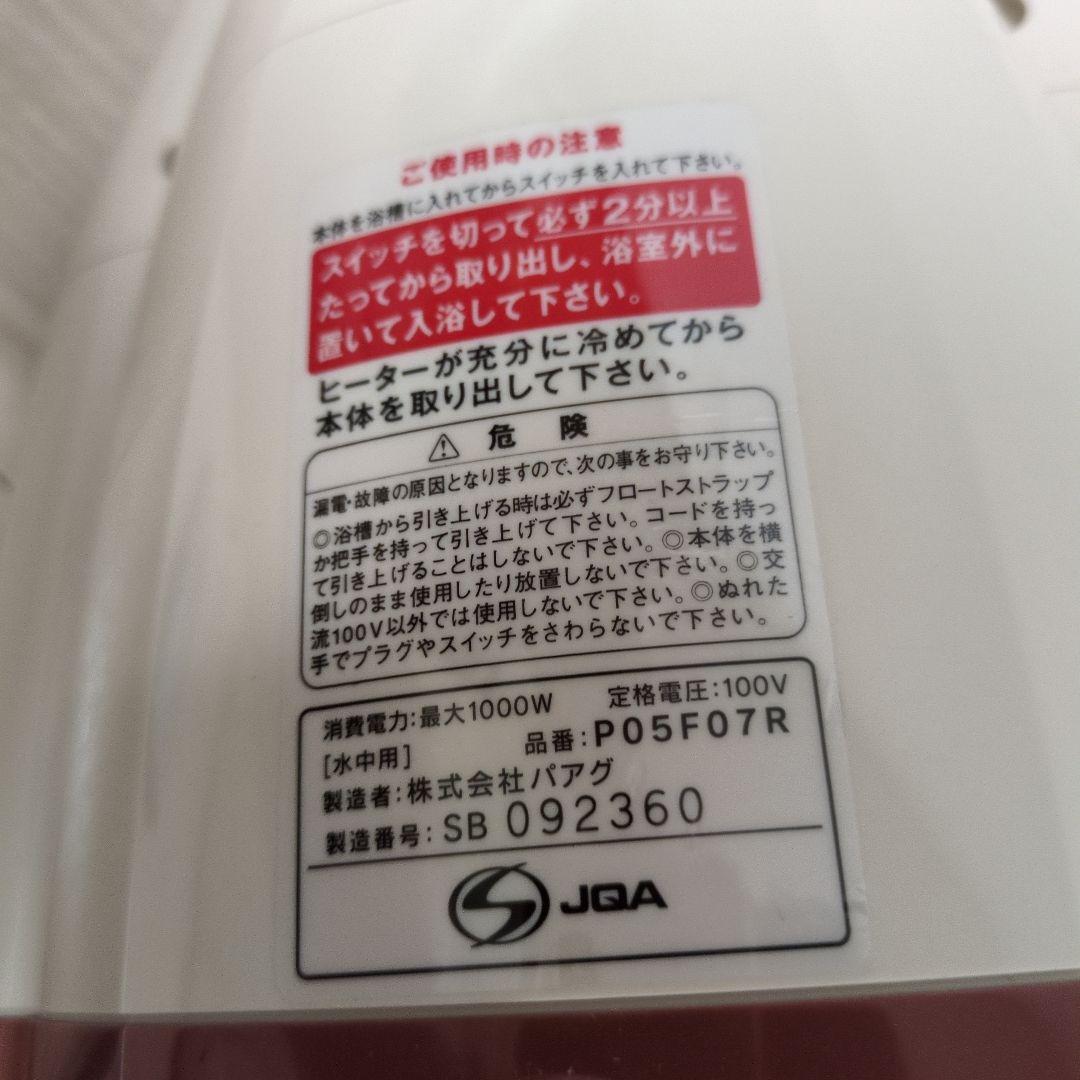 ご使用時の注意
本体を浴槽に入れてからスイッチを入れて下さい。
スイッチを切って必ず2分以上
たってから取り出し、浴室外に
置いて入浴して下さい。
ヒーターが充分に冷めてから
本体を取り出して下さい。
⚠ 危 険
漏電・故障の原因となりますので、次の事をお守り下さい。
◎浴槽から引き上げる時は必ずフロートストラップ
か把手を持って引き上げて下さい。コードを持っ
て引き上げることはしないで下さい。◎本体を横
倒しのまま使用したり放置しないで下さい。◎交
流100V以外では使用しないで下さい。◎ぬれた
手でプラグやスイッチをさわらないで下さい。
消費電力:最大1000W 定格電圧:100V
[水中用] 品番:P05F07R
製造者:株式会社パアグ
製造番号:SB 092360
JQA